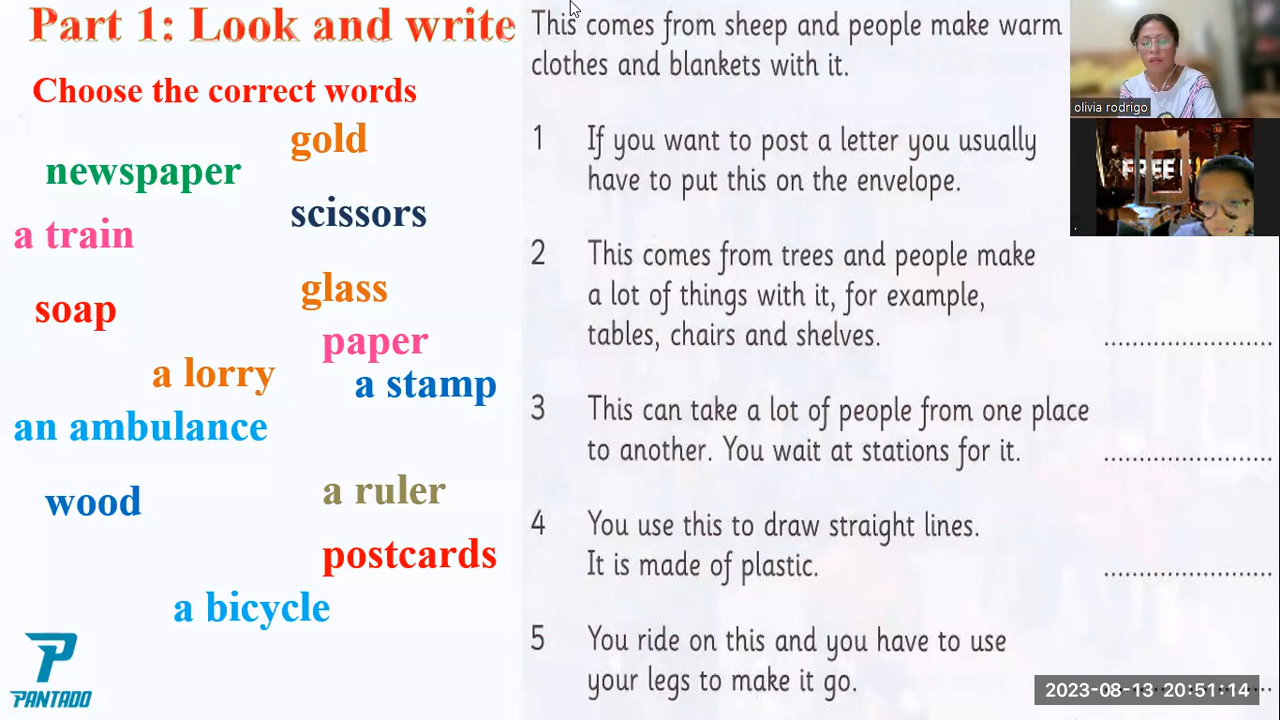 Part 1: Look and write
Choose the correct words
gold
newspaper
scissors
a train
glass
soap
paper
a lorry
a stamp
an ambulance
a ruler
wood
postcards
a bicycle
PANTADO
This comes from sheep and people make warm
clothes and blankets with it.
1 If you want to post a letter you usually
have to put this on the envelope.
2 This comes from trees and people make
a lot of things with it, for example,
tables, chairs and shelves. ........................
3 This can take a lot of people from one place
to another. You wait at stations for it. ........................
4 You use this to draw straight lines.
It is made of plastic. ........................
5 You ride on this and you have to use
your legs to make it go.
olivia rodrigo
FREE
2023-08-13 20:51:14